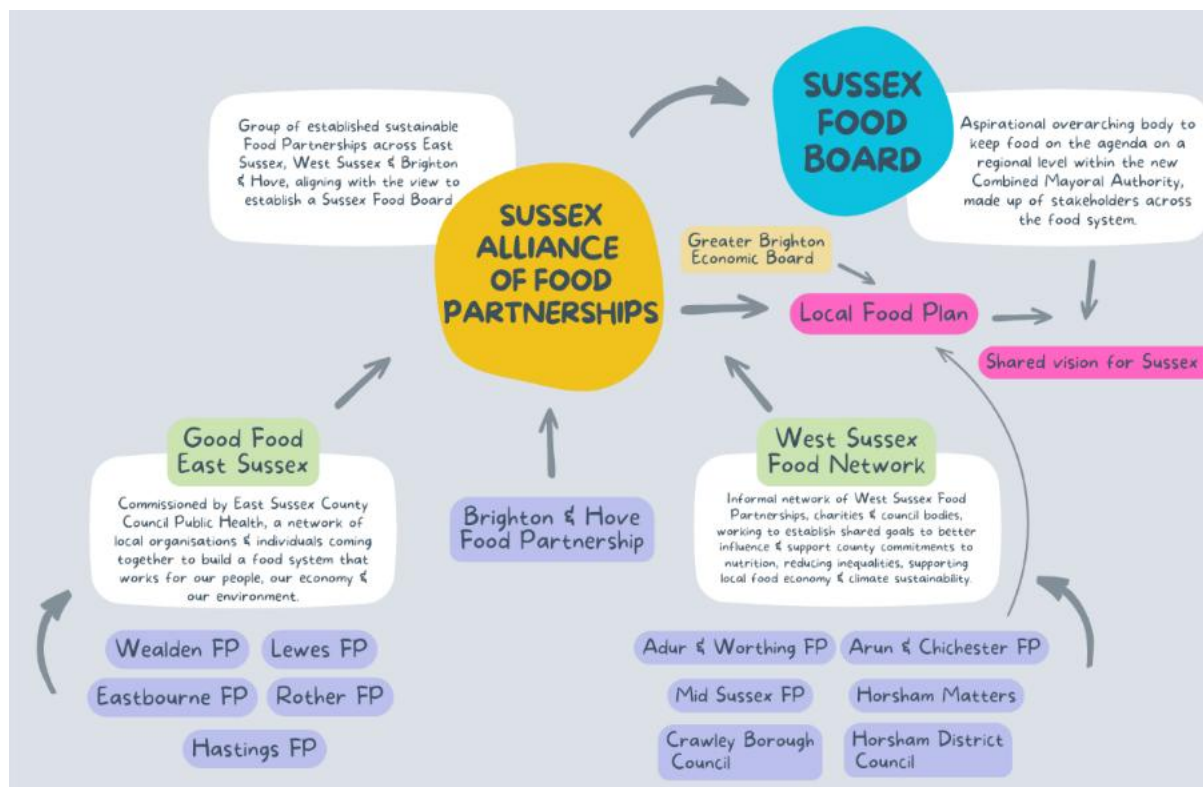 SUSSEX
FOOD
BOARD
Group of established sustainable
Food Partnerships across East
Sussex, West Sussex & Brighton
& Hove, aligning with the view to
establish a Sussex Food Board
Aspirational overarching body to
keep food on the agenda on a
regional level within the new
Combined Mayoral Authority,
made up of stakeholders across
the food system.
SUSSEX
ALLIANCE
OF FOOD
PARTNERSHIPS
Greater Brighton
Economic Board
Local Food Plan
Shared vision for Sussex
Good Food
East Sussex
Commissioned by East Sussex County
Council Public Health, a network of
local organisations & individuals coming
together to build a food system that
works for our people, our economy &
our environment.
Brighton & Hove
Food Partnership
West Sussex
Food Network
Informal network of West Sussex Food
Partnerships, charities & council bodies,
working to establish shared goals to better
influence & support county commitments to
nutrition, reducing inequalities, supporting
local food economy & climate sustainability.
Wealden FP
Lewes FP
Eastbourne FP
Rother FP
Hastings FP
Adur & Worthing FP
Arun & Chichester FP
Mid Sussex FP
Horsham Matters
Crawley Borough
Council
Horsham District
Council